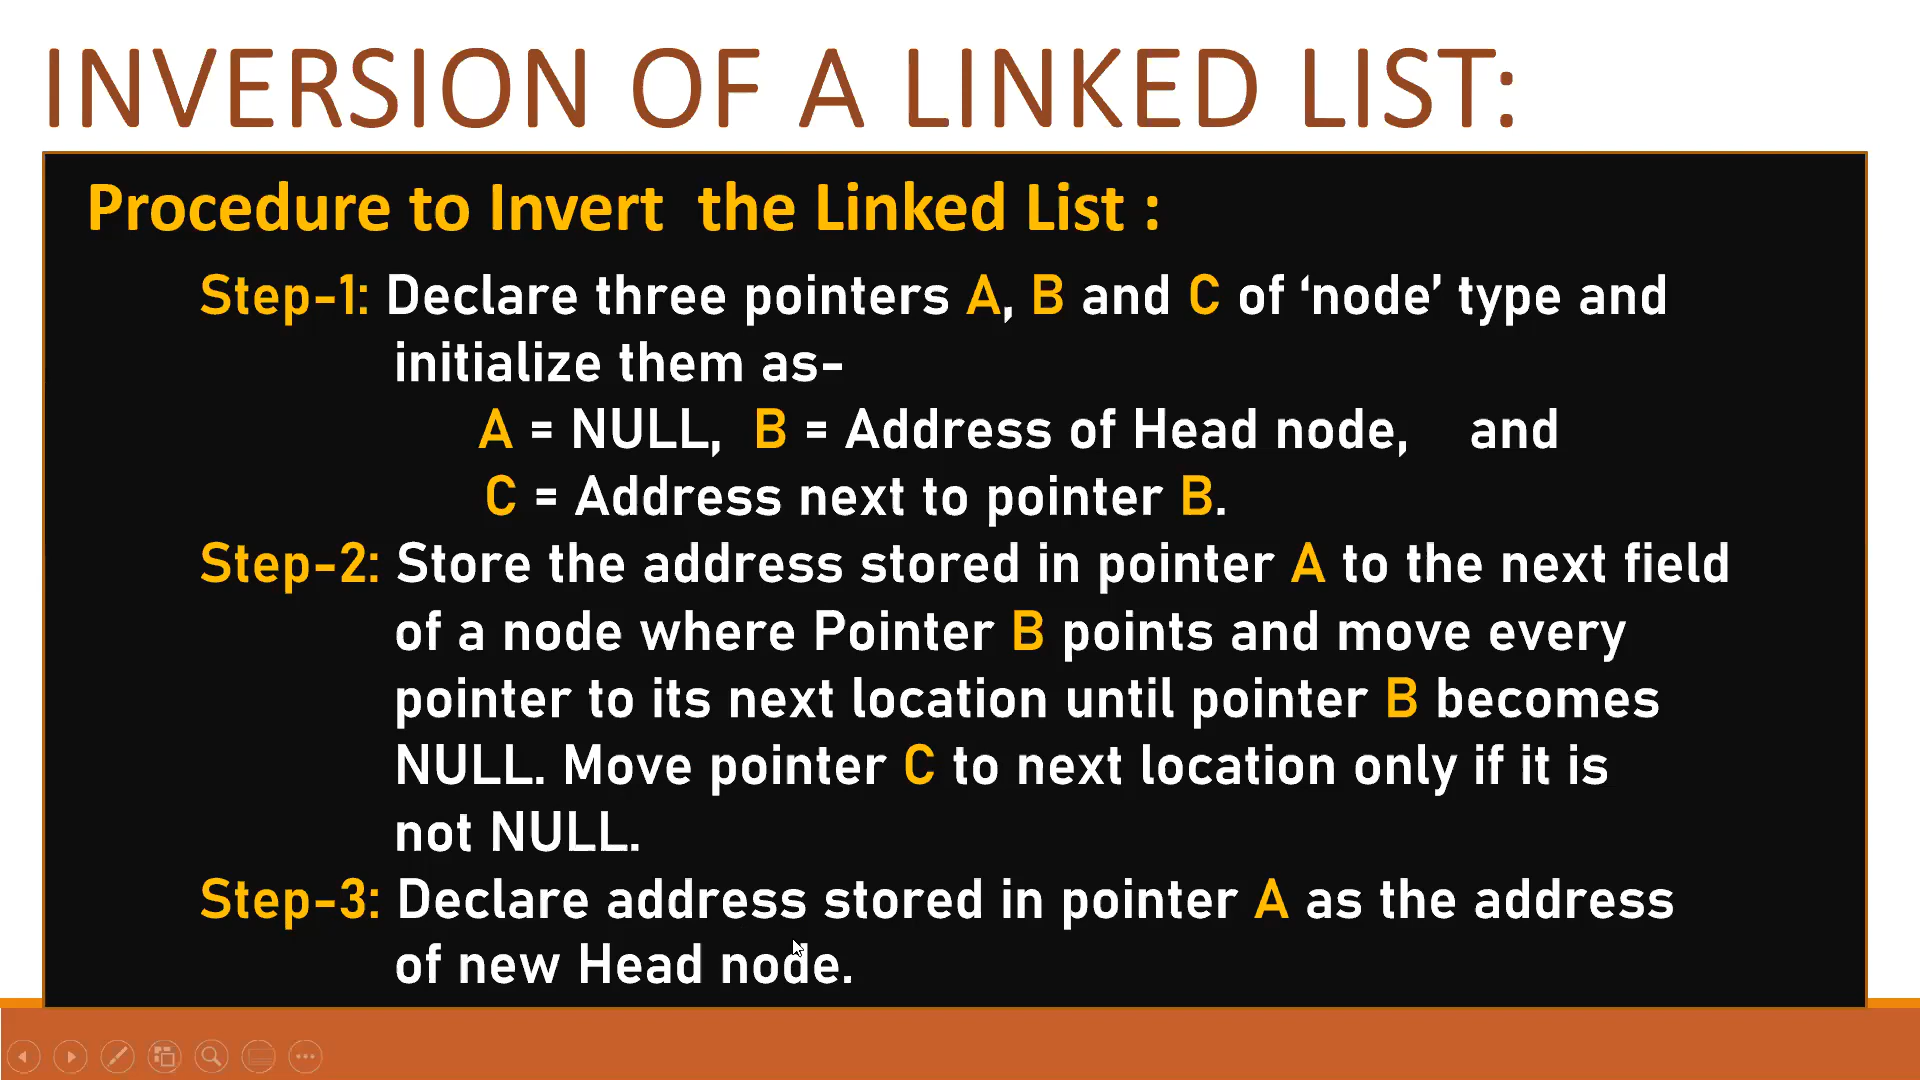 INVERSION OF A LINKED LIST:
Procedure to Invert the Linked List :
Step-1: Declare three pointers A, B and C of ‘node’ type and
initialize them as-
A = NULL, B = Address of Head node, and
C = Address next to pointer B.
Step-2: Store the address stored in pointer A to the next field
of a node where Pointer B points and move every
pointer to its next location until pointer B becomes
NULL. Move pointer C to next location only if it is
not NULL.
Step-3: Declare address stored in pointer A as the address
of new Head node.